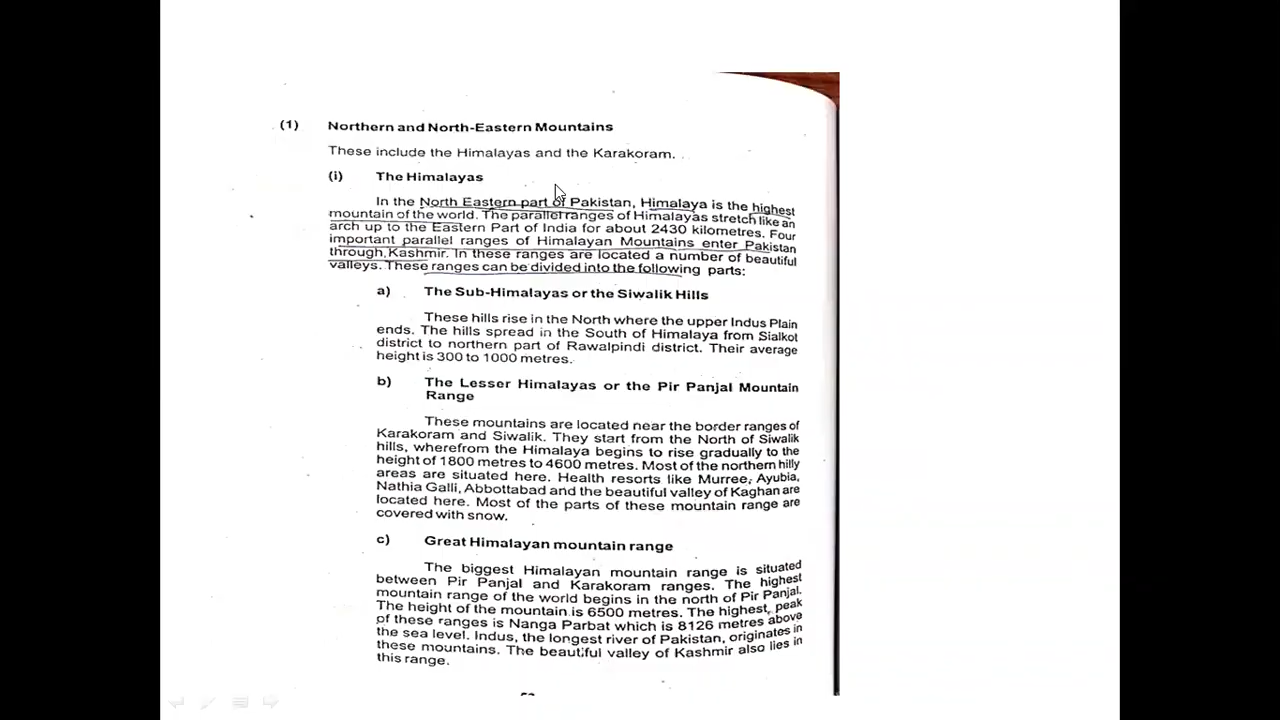 (1) Northern and North-Eastern Mountains
These include the Himalayas and the Karakoram.
(i) The Himalayas
In the North Eastern part of Pakistan, Himalaya is the highest
mountain of the world. The parallel ranges of Himalayas stretch like an
arch up to the Eastern Part of India for about 2430 kilometres. Four
important parallel ranges of Himalayan Mountains enter Pakistan
through Kashmir. In these ranges are located a number of beautiful
valleys. These ranges can be divided into the following parts:
a) The Sub-Himalayas or the Siwalik Hills
These hills rise in the North where the upper Indus Plain
ends. The hills spread in the South of Himalaya from Sialkot
district to northern part of Rawalpindi district. Their average
height is 300 to 1000 metres.
b) The Lesser Himalayas or the Pir Panjal Mountain
Range
These mountains are located near the border ranges of
Karakoram and Siwalik. They start from the North of Siwalik
hills, wherefrom the Himalaya begins to rise gradually to the
height of 1800 metres to 4600 metres. Most of the northern hilly
areas are situated here. Health resorts like Murree, Ayubia,
Nathia Galli, Abbottabad and the beautiful valley of Kaghan are
located here. Most of the parts of these mountain range are
covered with snow.
c) Great Himalayan mountain range
The biggest Himalayan mountain range is situated
between Pir Panjal and Karakoram ranges. The highest
mountain range of the world begins in the north of Pir Panjal.
The height of the mountain is 6500 metres. The highest peak
of these ranges is Nanga Parbat which is 8126 metres above
the sea level. Indus, the longest river of Pakistan, originates in
these mountains. The beautiful valley of Kashmir also lies in
this range.